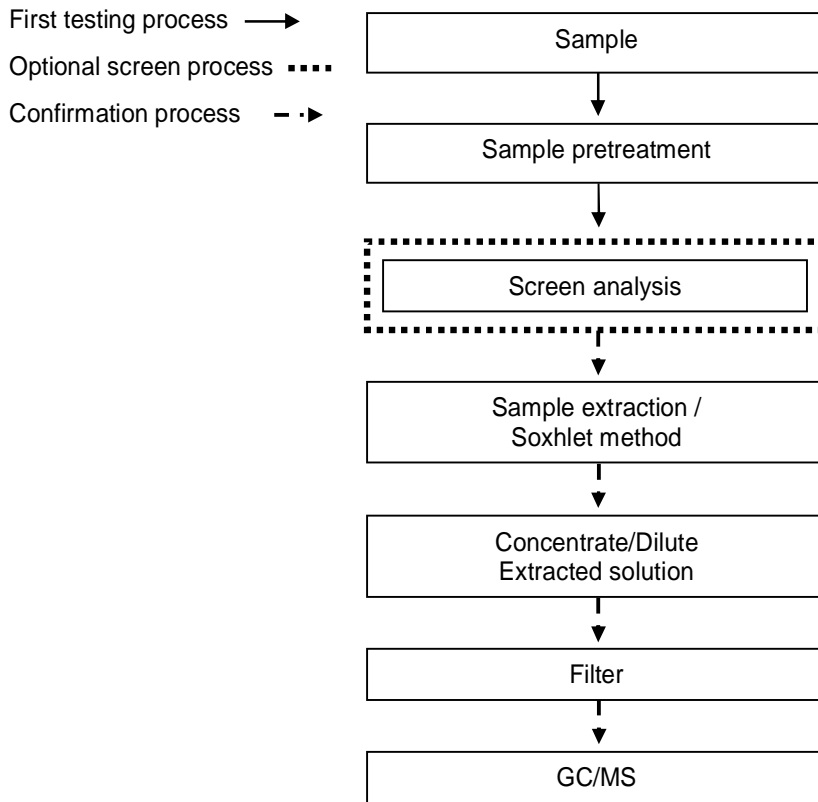 First testing process
Optional screen process
Confirmation process
Sample
Sample pretreatment
Screen analysis
Sample extraction /
Soxhlet method
Concentrate/Dilute
Extracted solution
Filter
GC/MS